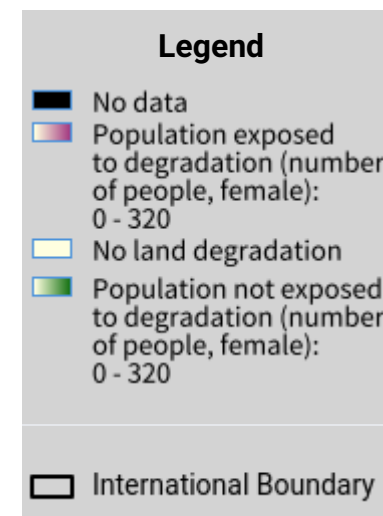 Legend
No data
Population exposed
to degradation (number
of people, female):
0 - 320
No land degradation
Population not exposed
to degradation (number
of people, female):
0 - 320
International Boundary